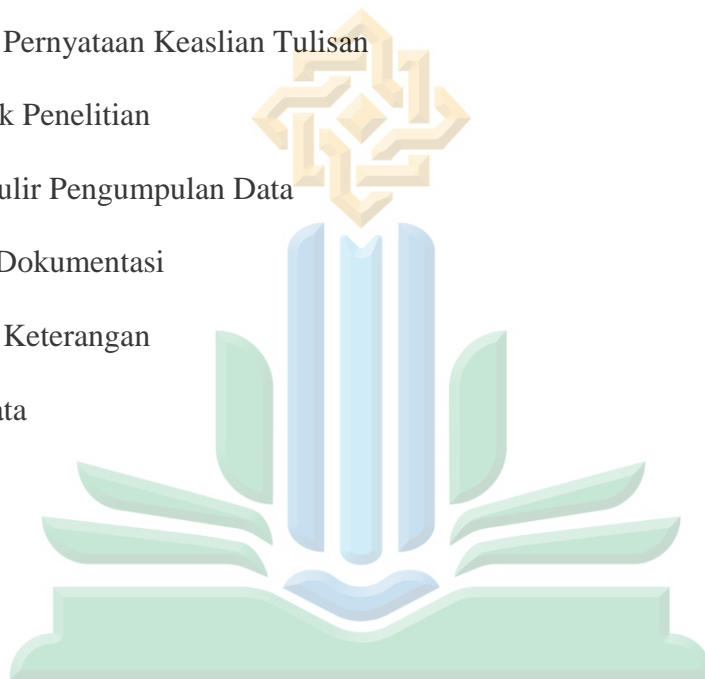 Pernyataan Keaslian Tulisan
k Penelitian
ulir Pengumpulan Data
Dokumentasi
Keterangan
ata